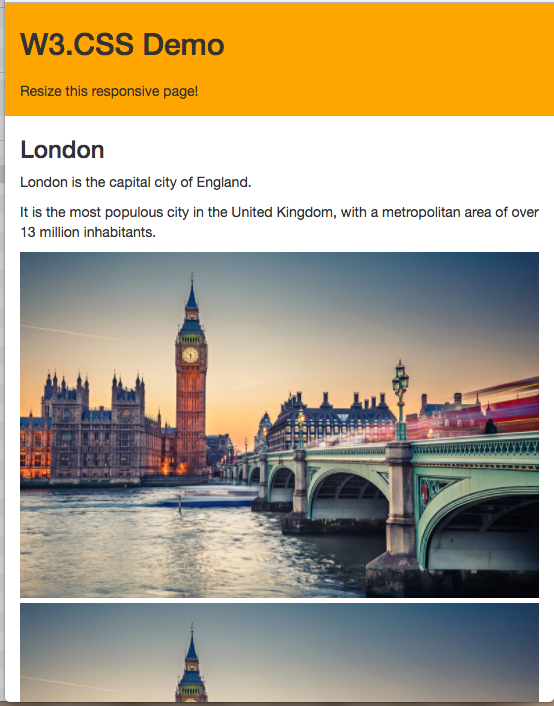 W3.CSS Demo
Resize this responsive page!
London
London is the capital city of England.
It is the most populous city in the United Kingdom, with a metropolitan area of over
13 million inhabitants.